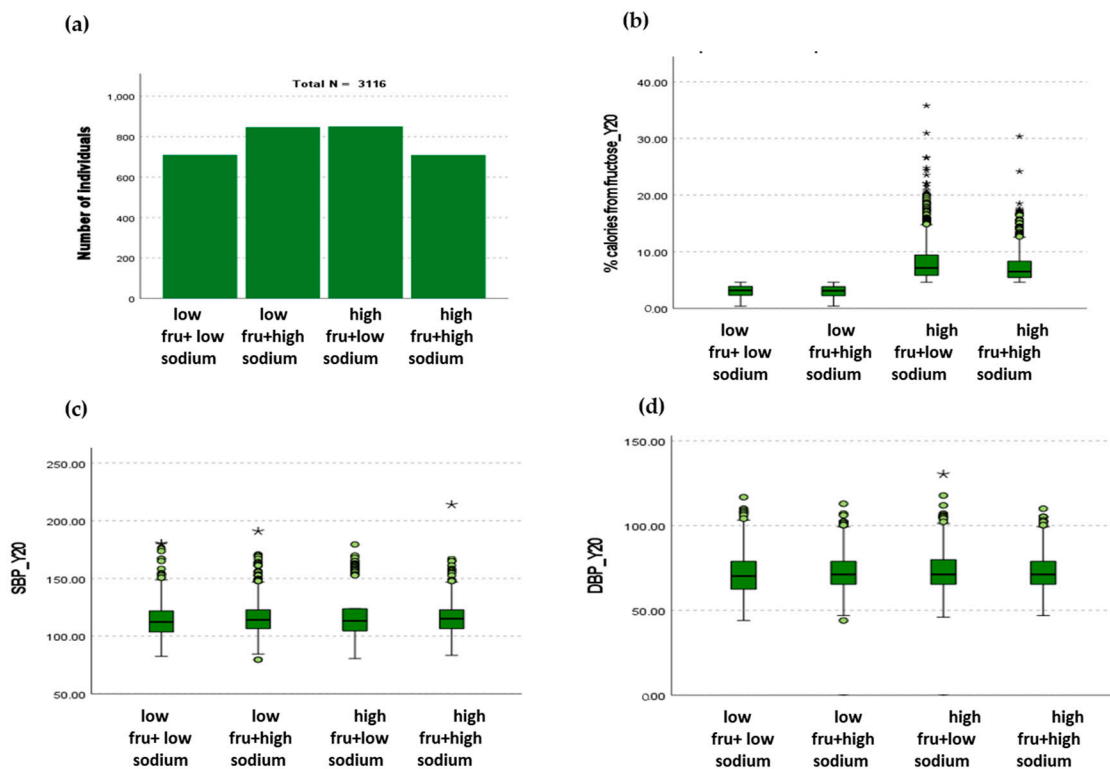 (a)
Total N = 3116
Number of individuals
1,000
800
600
400
200
0
low
fru+ low
sodium
low
fru+high
sodium
high
fru+low
sodium
high
fru+high
sodium
(b)
% calories from fructose_Y20
40.00
30.00
20.00
10.00
0.00
low
fru+ low
sodium
low
fru+high
sodium
high
fru+low
sodium
high
fru+high
sodium
(c)
SBP_Y20
250.00
200.00
150.00
100.00
50.00
low
fru+ low
sodium
low
fru+high
sodium
high
fru+low
sodium
high
fru+high
sodium
(d)
DBP_Y20
150.00
100.00
50.00
0.00
low
fru+ low
sodium
low
fru+high
sodium
high
fru+low
sodium
high
fru+high
sodium